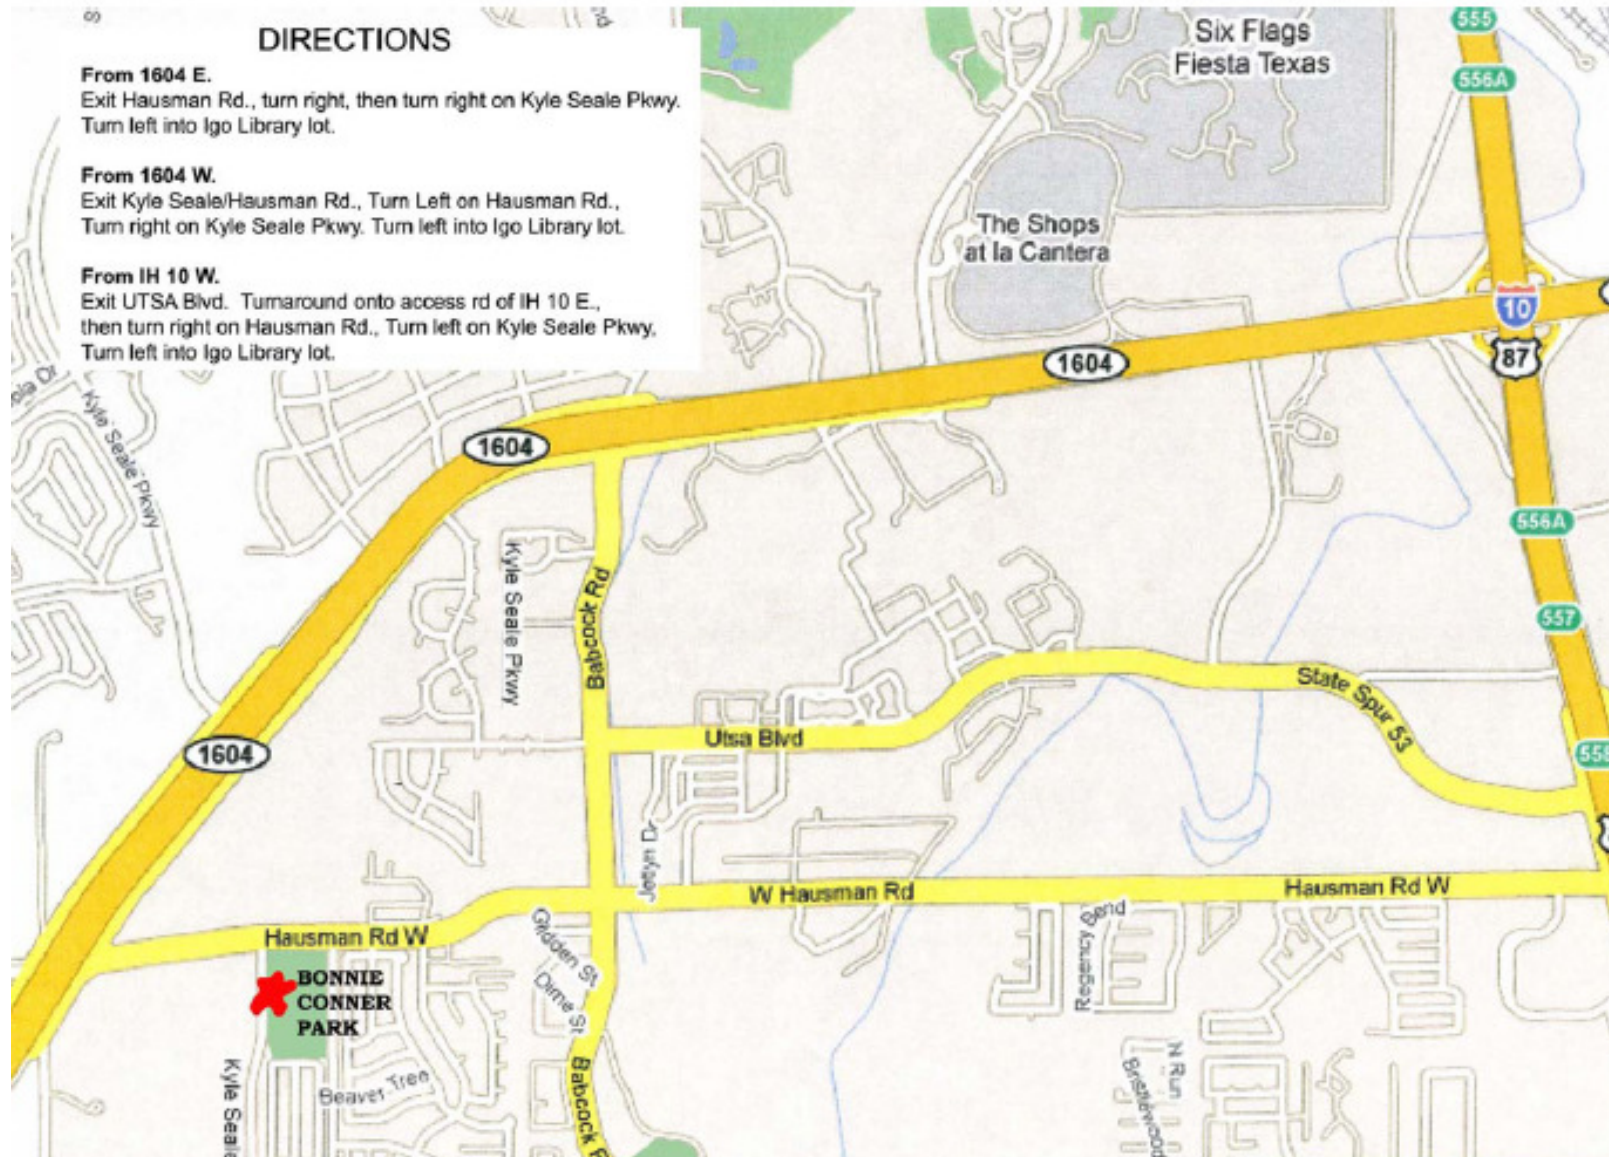 DIRECTIONS
From 1604 E.
Exit Hausman Rd., turn right, then turn right on Kyle Seale Pkwy.
Turn left into Igo Library lot.
From 1604 W.
Exit Kyle Seale/Hausman Rd., Turn Left on Hausman Rd.,
Turn right on Kyle Seale Pkwy. Turn left into Igo Library lot.
From IH 10 W.
Exit UTSA Blvd. Turnaround onto access rd of IH 10 E.,
then turn right on Hausman Rd., Turn left on Kyle Seale Pkwy,
Turn left into Igo Library lot.
Six Flags
Fiesta Texas
555
556A
The Shops
at la Cantera
10
87
1604
1604
Kyle Seale Pkwy
556A
Kyle Seale Pkwy
Babcock Rd
557
State Spur 53
Utsa Blvd
1604
558
Jettyn Dr
W Hausman Rd
Hausman Rd W
Hausman Rd W
Glidden St
Dime St
Regency Bend
BONNIE
CONNER
PARK
Kyle Seale
Beaver Tree
Babcock
N Run
Bristlewood